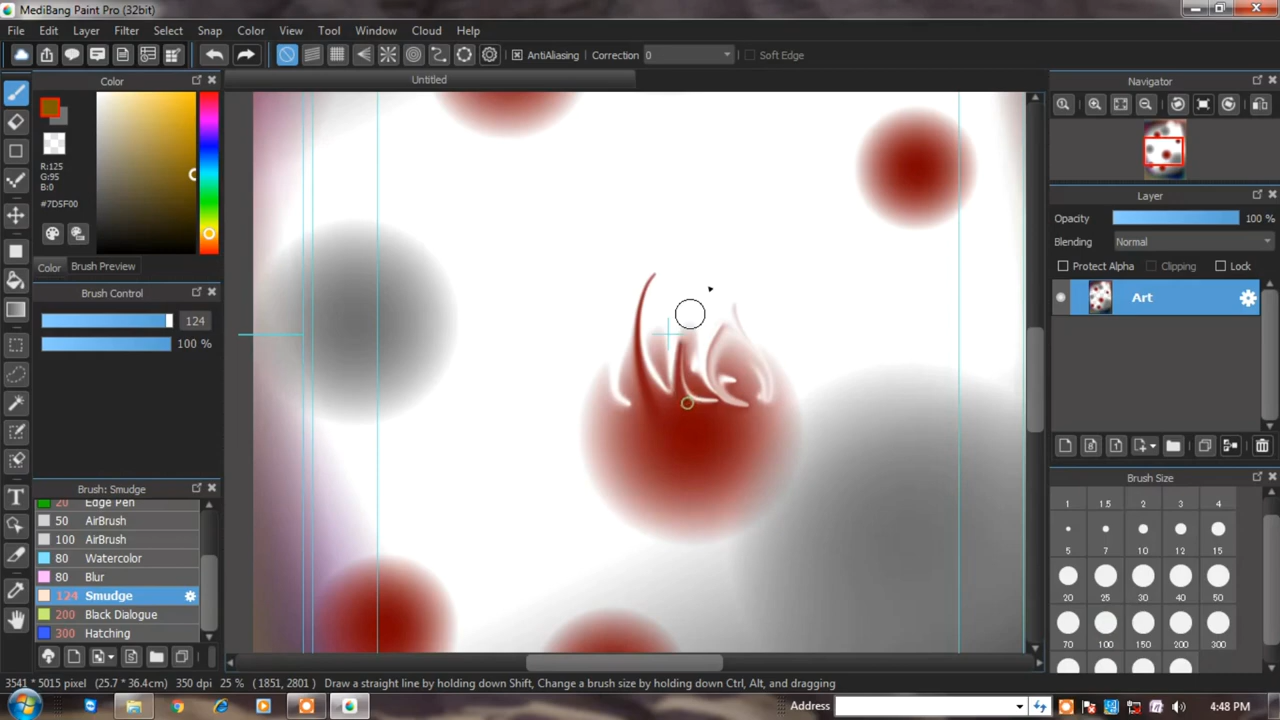 MediBang Paint Pro (32bit)
File Edit Layer Filter Select Snap Color View Tool Window Cloud Help
AntiAliasing Correction 0 Soft Edge
Color
Untitled
Navigator
R:125
G:95
B:0
#7D5F00
Layer
Opacity 100 %
Blending Normal
Protect Alpha Clipping Lock
Color Brush Preview
Brush Control
Art
124
100 %
Brush: Smudge
Brush Size
20 Edge Pen
50 AirBrush
100 AirBrush
80 Watercolor
80 Blur
124 Smudge
200 Black Dialogue
300 Hatching
1 1.5 2 3 4
5 7 10 12 15
20 25 30 40 50
70 100 150 200 300
3541 * 5015 pixel (25.7 * 36.4cm) 350 dpi 25 % (1851, 2801) Draw a straight line by holding down Shift, Change a brush size by holding down Ctrl, Alt, and dragging
Address
4:48 PM